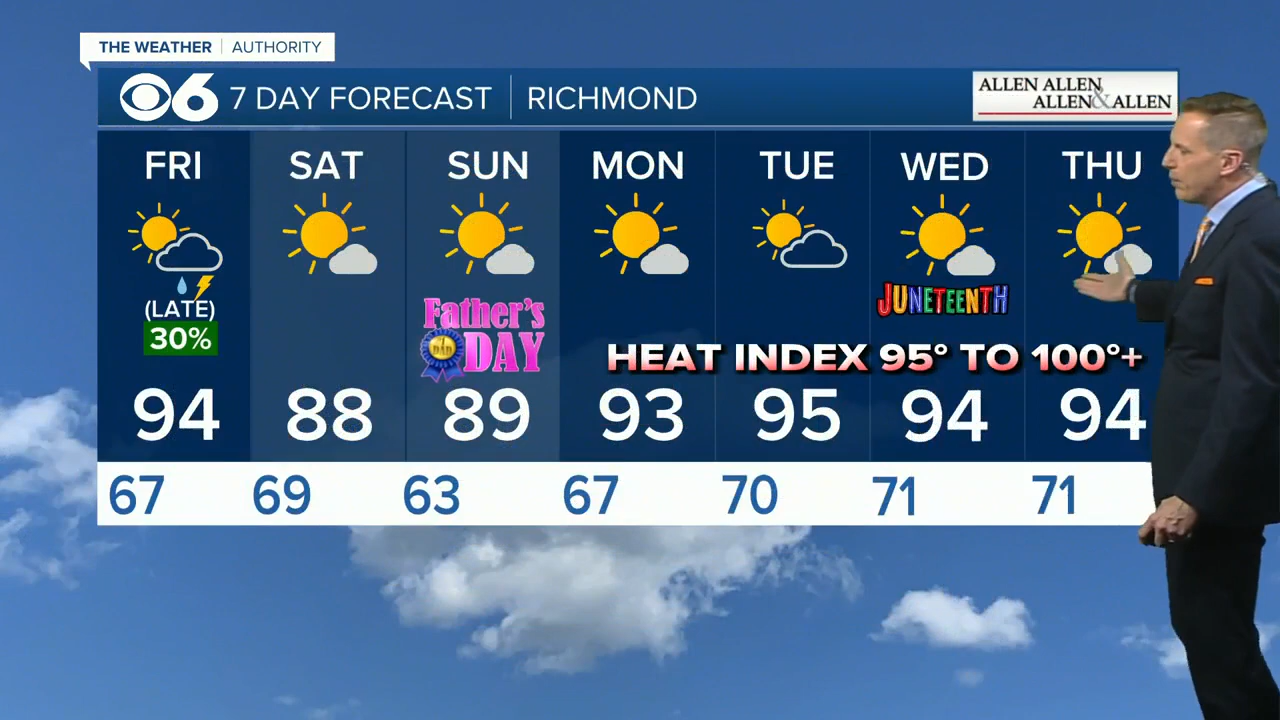 THE WEATHER | AUTHORITY
6 7 DAY FORECAST | RICHMOND
ALLEN ALLEN
ALLEN & ALLEN
FRI SAT SUN MON TUE WED THU
(LATE)
30%
Father's
#1
DAD
DAY
JUNETEENTH
HEAT INDEX 95° TO 100°+
94 88 89 93 95 94 94
67 69 63 67 70 71 71